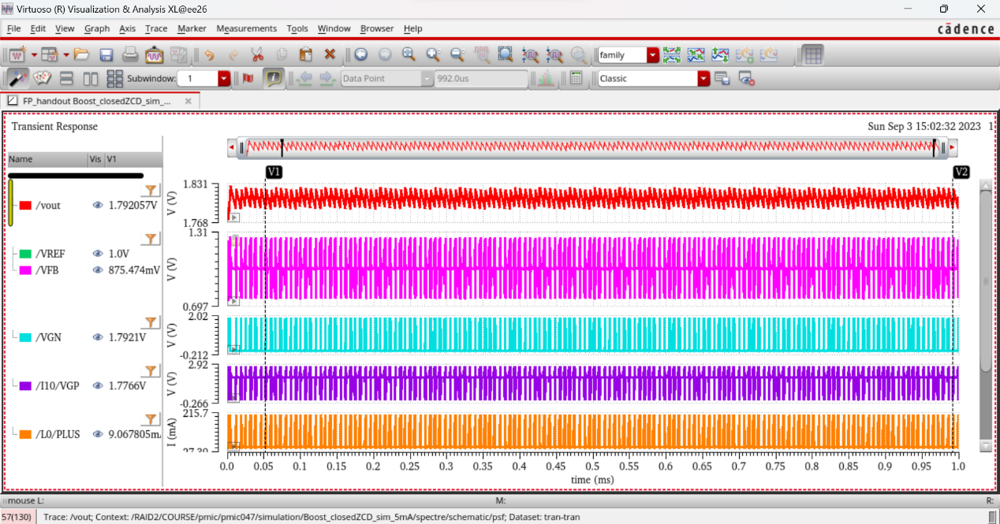 Virtuoso (R) Visualization & Analysis XL@ee26
File Edit View Graph Axis Trace Marker Measurements Tools Window Browser Help
cādence
family
Subwindow: 1 Data Point 992.0us Classic
FP_handout Boost_closedZCD_sim_...
Transient Response Sun Sep 3 15:02:32 2023 1
Name Vis V1
V1 V2
/vout 1.792057V
/VREF 1.0V
/VFB 875.474mV
/VGN 1.7921V
/I10/VGP 1.7766V
/L0/PLUS 9.067805m
V (V) 1.831 1.768
V (V) 1.31 0.697
V (V) 2.02 -0.212
V (V) 2.92 -0.266
I (mA) 215.7
0.0 0.05 0.1 0.15 0.2 0.25 0.3 0.35 0.4 0.45 0.5 0.55 0.6 0.65 0.7 0.75 0.8 0.85 0.9 0.95 1.0
time (ms)
mouse L: M: R:
57(130) Trace: /vout; Context: /RAID2/COURSE/pmic/pmic047/simulation/Boost_closedZCD_sim_5mA/spectre/schematic/psf; Dataset: tran-tran